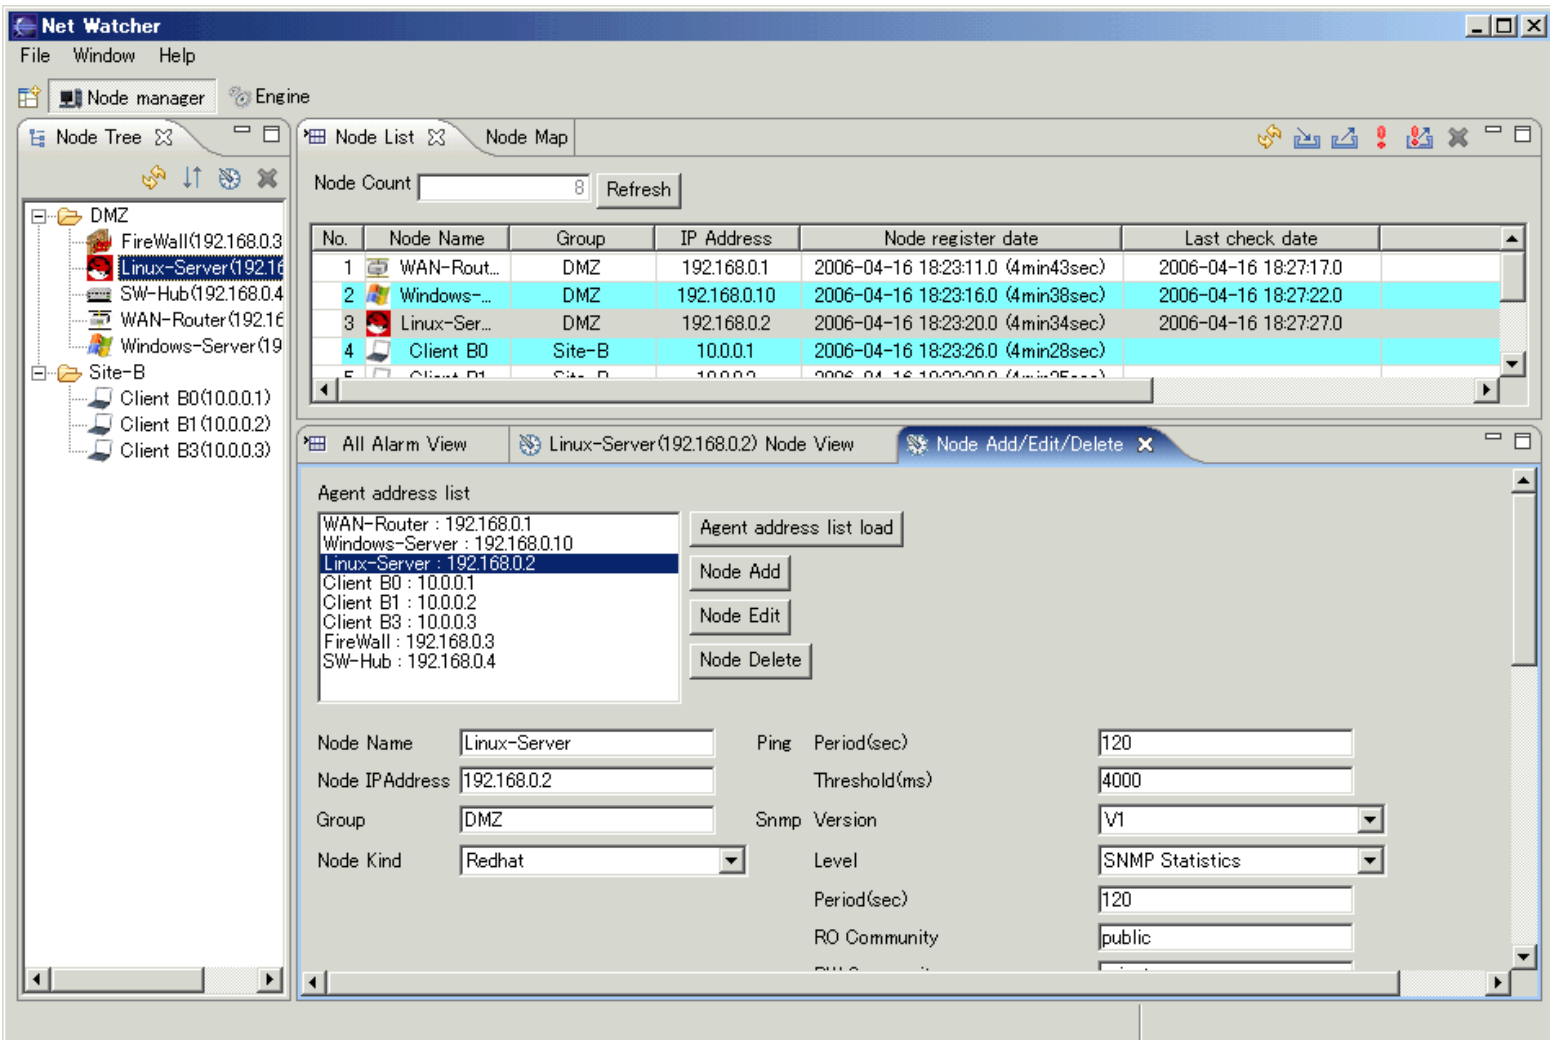 Net Watcher
File Window Help
Node manager Engine
Node Tree
DMZ
FireWall(192.168.0.3
Linux-Server(192.16
SW-Hub(192.168.0.4
WAN-Router(192.16
Windows-Server(19
Site-B
Client B0(10.0.0.1)
Client B1(10.0.0.2)
Client B3(10.0.0.3)
Node List Node Map
Node Count 8 Refresh
No. Node Name Group IP Address Node register date Last check date
1 WAN-Rout... DMZ 192.168.0.1 2006-04-16 18:23:11.0 (4min43sec) 2006-04-16 18:27:17.0
2 Windows-... DMZ 192.168.0.10 2006-04-16 18:23:16.0 (4min38sec) 2006-04-16 18:27:22.0
3 Linux-Ser... DMZ 192.168.0.2 2006-04-16 18:23:20.0 (4min34sec) 2006-04-16 18:27:27.0
4 Client B0 Site-B 10.0.0.1 2006-04-16 18:23:26.0 (4min28sec)
5 Client B1 Site-B 10.0.0.2
All Alarm View Linux-Server(192.168.0.2) Node View Node Add/Edit/Delete
Agent address list
WAN-Router : 192.168.0.1
Windows-Server : 192.168.0.10
Linux-Server : 192.168.0.2
Client B0 : 10.0.0.1
Client B1 : 10.0.0.2
Client B3 : 10.0.0.3
FireWall : 192.168.0.3
SW-Hub : 192.168.0.4
Agent address list load
Node Add
Node Edit
Node Delete
Node Name Linux-Server Ping Period(sec) 120
Node IPAddress 192.168.0.2 Threshold(ms) 4000
Group DMZ Snmp Version V1
Node Kind Redhat Level SNMP Statistics
Period(sec) 120
RO Community public